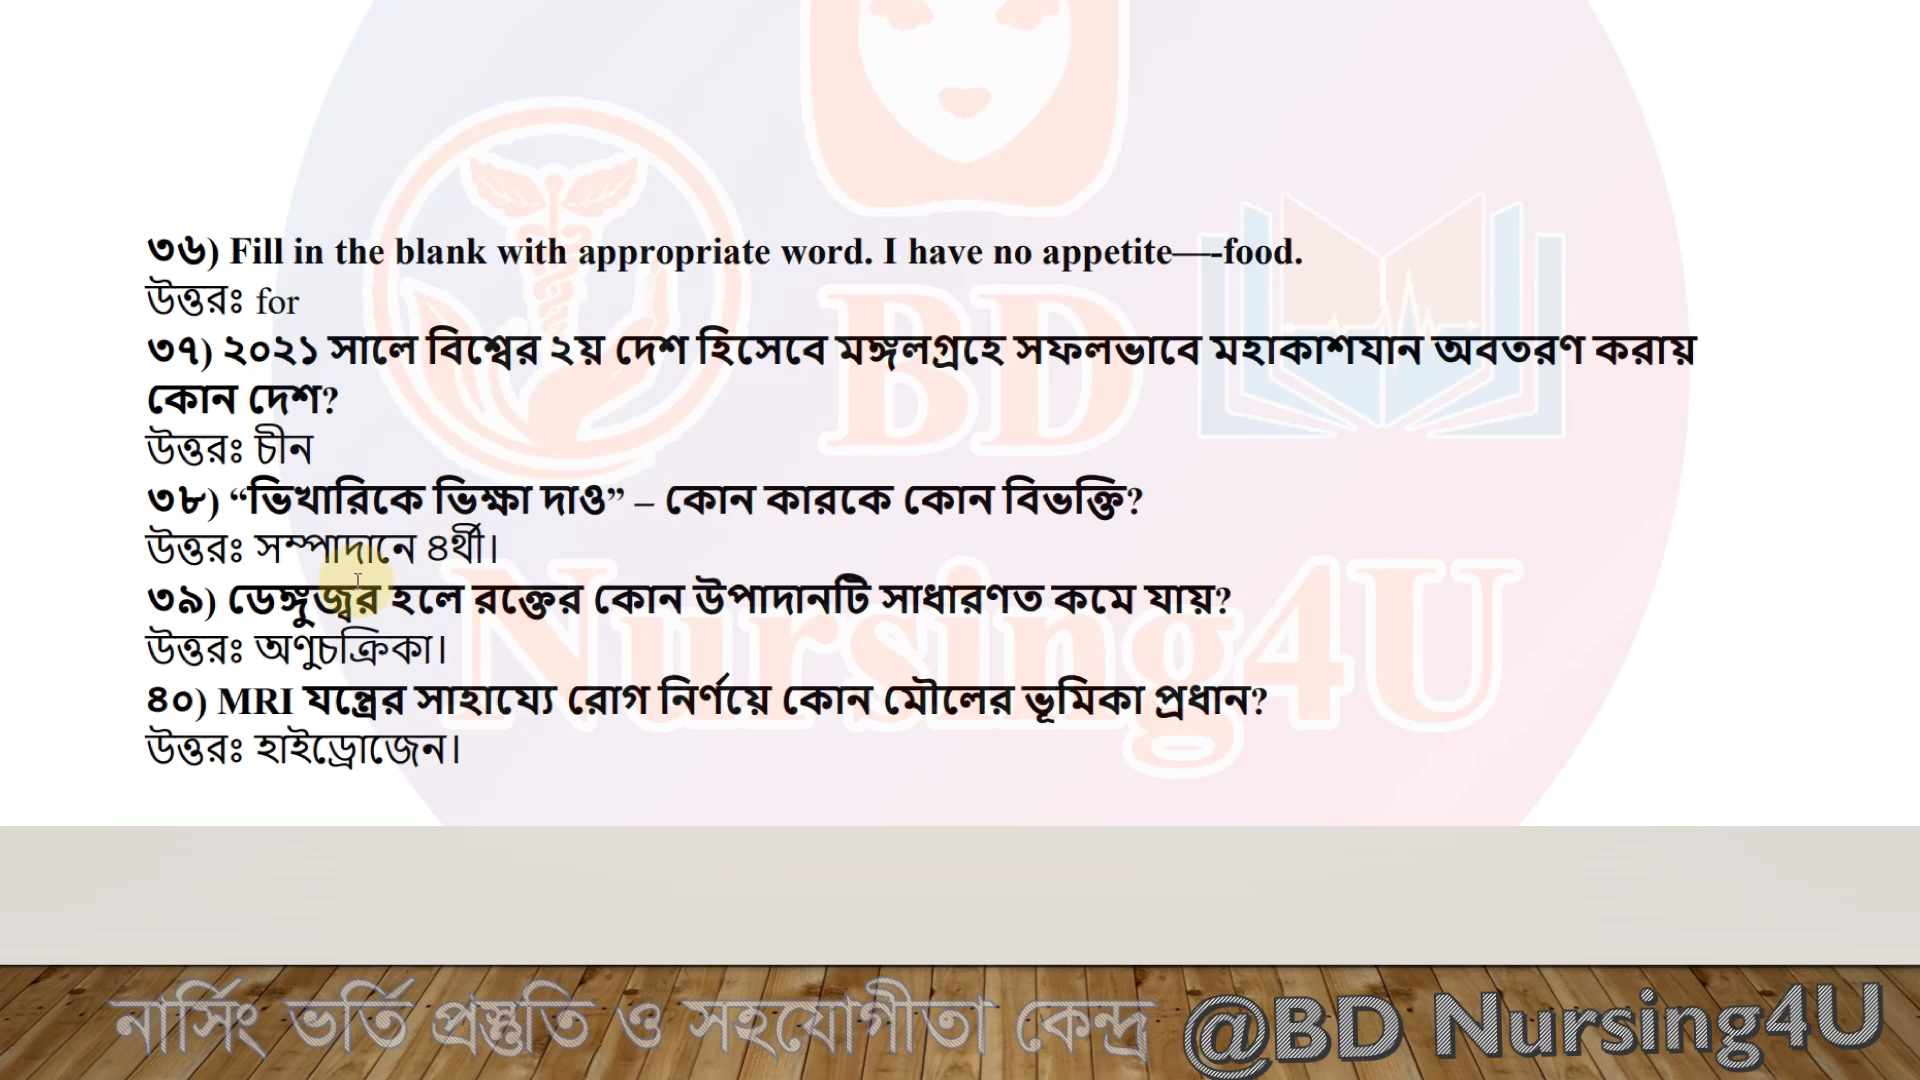 ৩৬) Fill in the blank with appropriate word. I have no appetite—-food.
উত্তরঃ for
৩৭) ২০২১ সালে বিশ্বের ২য় দেশ হিসেবে মঙ্গলগ্রহে সফলভাবে মহাকাশযান অবতরণ করায়
কোন দেশ?
উত্তরঃ চীন
৩৮) “ভিখারিকে ভিক্ষা দাও” – কোন কারকে কোন বিভক্তি?
উত্তরঃ সম্পাদানে ৪র্থী।
৩৯) ডেঙ্গুজ্বর হলে রক্তের কোন উপাদানটি সাধারণত কমে যায়?
উত্তরঃ অণুচক্রিকা।
৪০) MRI যন্ত্রের সাহায্যে রোগ নির্ণয়ে কোন মৌলের ভূমিকা প্রধান?
উত্তরঃ হাইড্রোজেন।
BD
Nursing4U
নার্সিং ভর্তি প্রস্তুতি ও সহযোগীতা কেন্দ্র @BD Nursing4U